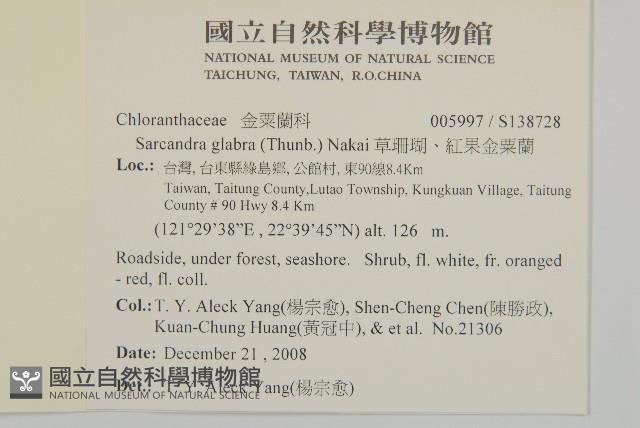 國立自然科學博物館
NATIONAL MUSEUM OF NATURAL SCIENCE
TAICHUNG, TAIWAN, R.O.CHINA
Chloranthaceae 金粟蘭科 005997 / S138728
Sarcandra glabra (Thunb.) Nakai 草珊瑚、紅果金粟蘭
Loc.: 台灣, 台東縣綠島鄉, 公館村, 東90線8.4Km
Taiwan, Taitung County,Lutao Township, Kungkuan Village, Taitung
County # 90 Hwy 8.4 Km
(121°29'38"E , 22°39'45"N) alt. 126 m.
Roadside, under forest, seashore. Shrub, fl. white, fr. oranged
- red, fl. coll.
Col.: T. Y. Aleck Yang(楊宗愈), Shen-Cheng Chen(陳勝政),
Kuan-Chung Huang(黃冠中), & et al. No.21306
Date: December 21 , 2008
Det.: T. Y. Aleck Yang(楊宗愈)
國立自然科學博物館
NATIONAL MUSEUM OF NATURAL SCIENCE